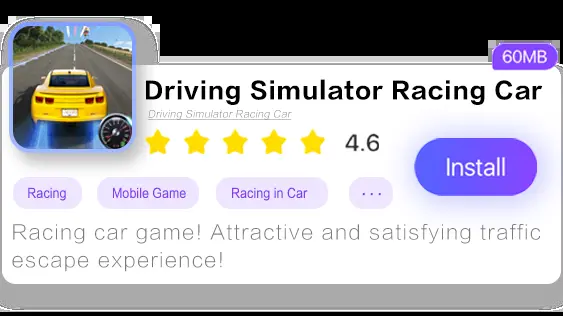 60MB
Driving Simulator Racing Car
Driving Simulator Racing Car
4.6
Install
Racing
Mobile Game
Racing in Car
...
Racing car game! Attractive and satisfying traffic
escape experience!